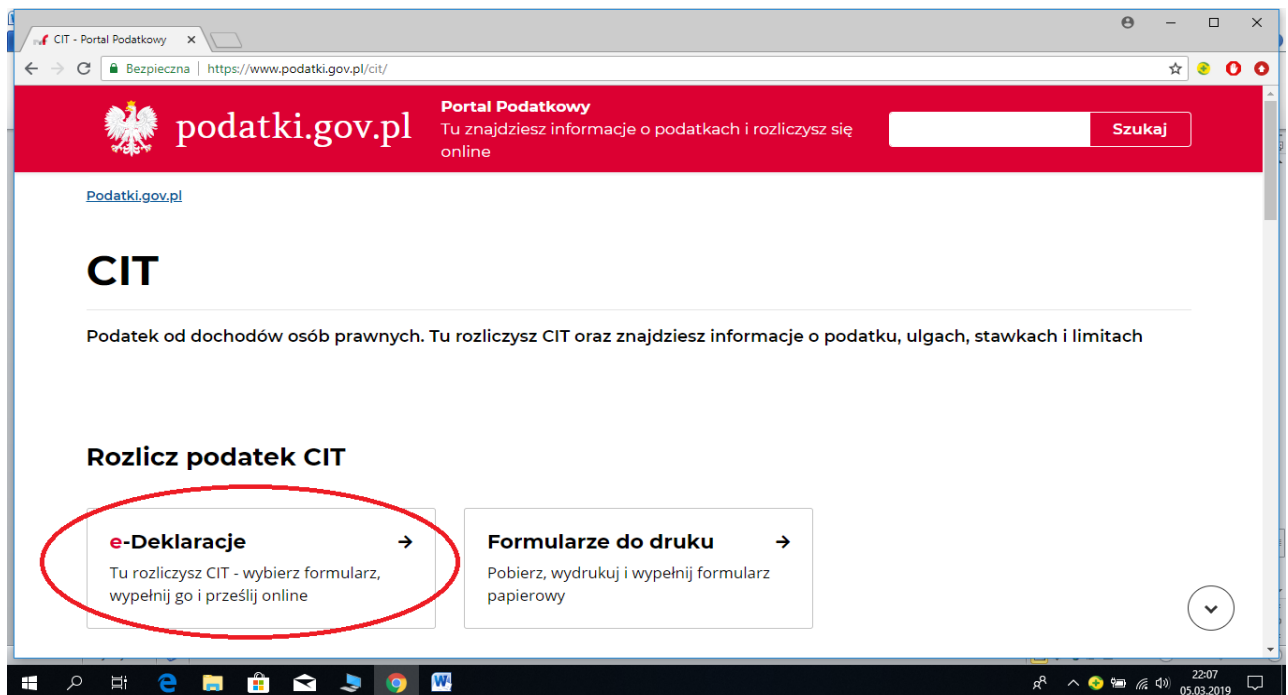 CIT - Portal Podatkowy
Bezpieczna | https://www.podatki.gov.pl/cit/
podatki.gov.pl
Portal Podatkowy
Tu znajdziesz informacje o podatkach i rozliczysz się
online
Szukaj
Podatki.gov.pl
CIT
Podatek od dochodów osób prawnych. Tu rozliczysz CIT oraz znajdziesz informacje o podatku, ulgach, stawkach i limitach
Rozlicz podatek CIT
e-Deklaracje
Tu rozliczysz CIT - wybierz formularz,
wypełnij go i prześlij online
Formularze do druku
Pobierz, wydrukuj i wypełnij formularz
papierowy
22:07
05.03.2019